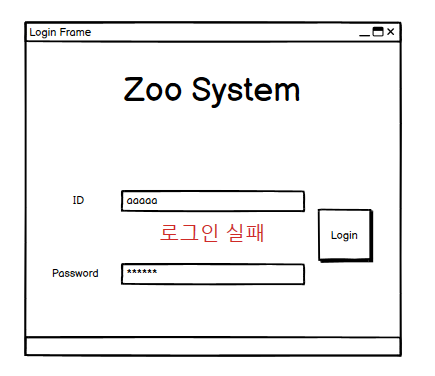 Login Frame
Zoo System
ID
aaaaa
로그인 실패
Login
Password
******